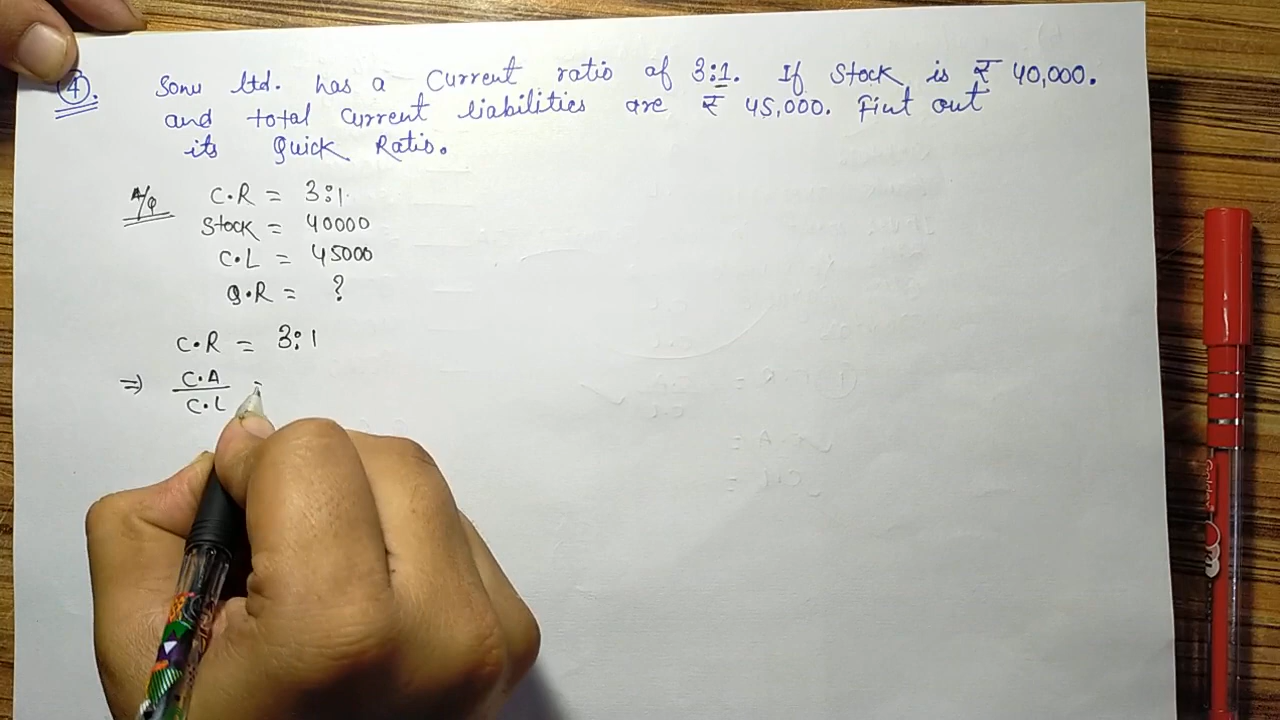 4. Sonu ltd. has a Current ratio of 3:1. If Stock is ₹ 40,000.
and total Current liabilities are ₹ 45,000. Fint out
its Quick Ratio.
A/Q C.R = 3:1.
Stock = 40000
C.L = 45000
Q.R = ?
C.R = 3:1
⇒ C.A / C.L =